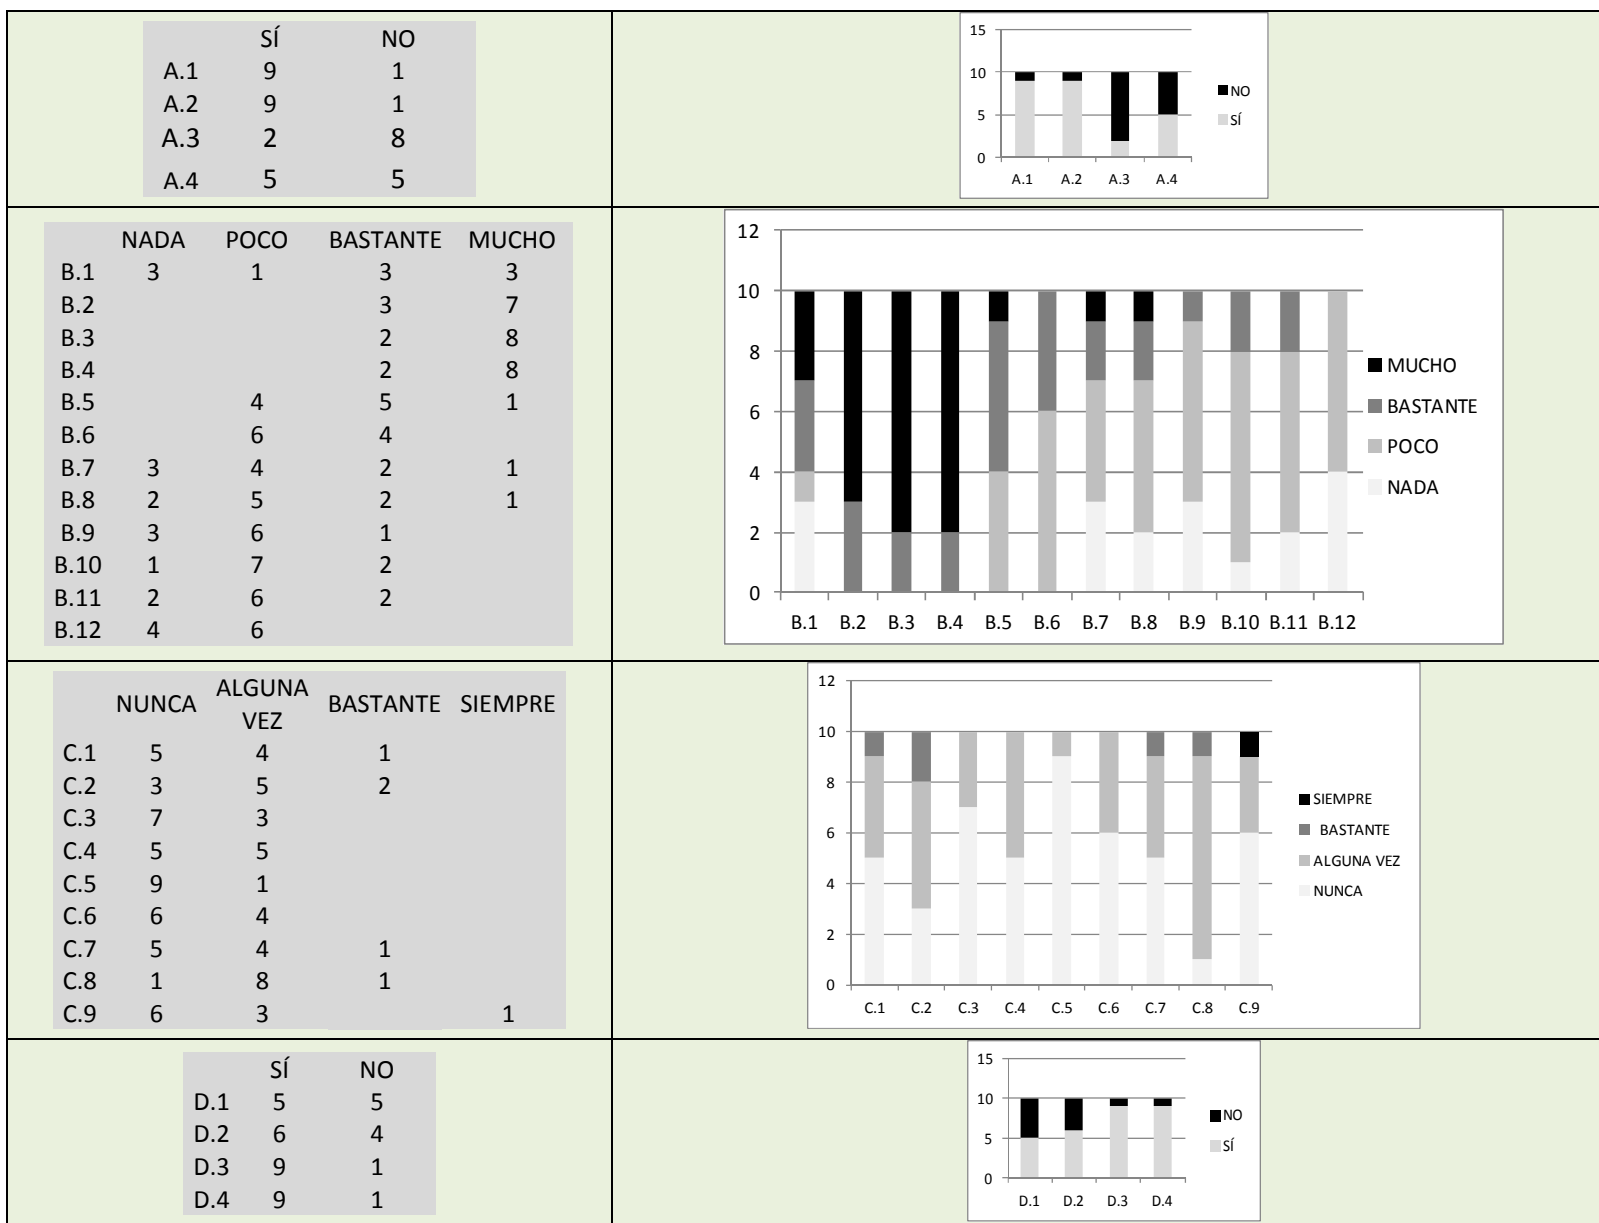 SÍ NO
A.1 9 1
A.2 9 1
A.3 2 8
A.4 5 5
15
10
5
0
A.1 A.2 A.3 A.4
NO
SÍ
NADA POCO BASTANTE MUCHO
B.1 3 1 3 3
B.2 3 7
B.3 2 8
B.4 2 8
B.5 4 5 1
B.6 6 4
B.7 3 4 2 1
B.8 2 5 2 1
B.9 3 6 1
B.10 1 7 2
B.11 2 6 2
B.12 4 6
12
10
8
6
4
2
0
B.1 B.2 B.3 B.4 B.5 B.6 B.7 B.8 B.9 B.10 B.11 B.12
MUCHO
BASTANTE
POCO
NADA
NUNCA ALGUNA VEZ BASTANTE SIEMPRE
C.1 5 4 1
C.2 3 5 2
C.3 7 3
C.4 5 5
C.5 9 1
C.6 6 4
C.7 5 4 1
C.8 1 8 1
C.9 6 3 1
12
10
8
6
4
2
0
C.1 C.2 C.3 C.4 C.5 C.6 C.7 C.8 C.9
SIEMPRE
BASTANTE
ALGUNA VEZ
NUNCA
SÍ NO
D.1 5 5
D.2 6 4
D.3 9 1
D.4 9 1
15
10
5
0
D.1 D.2 D.3 D.4
NO
SÍ